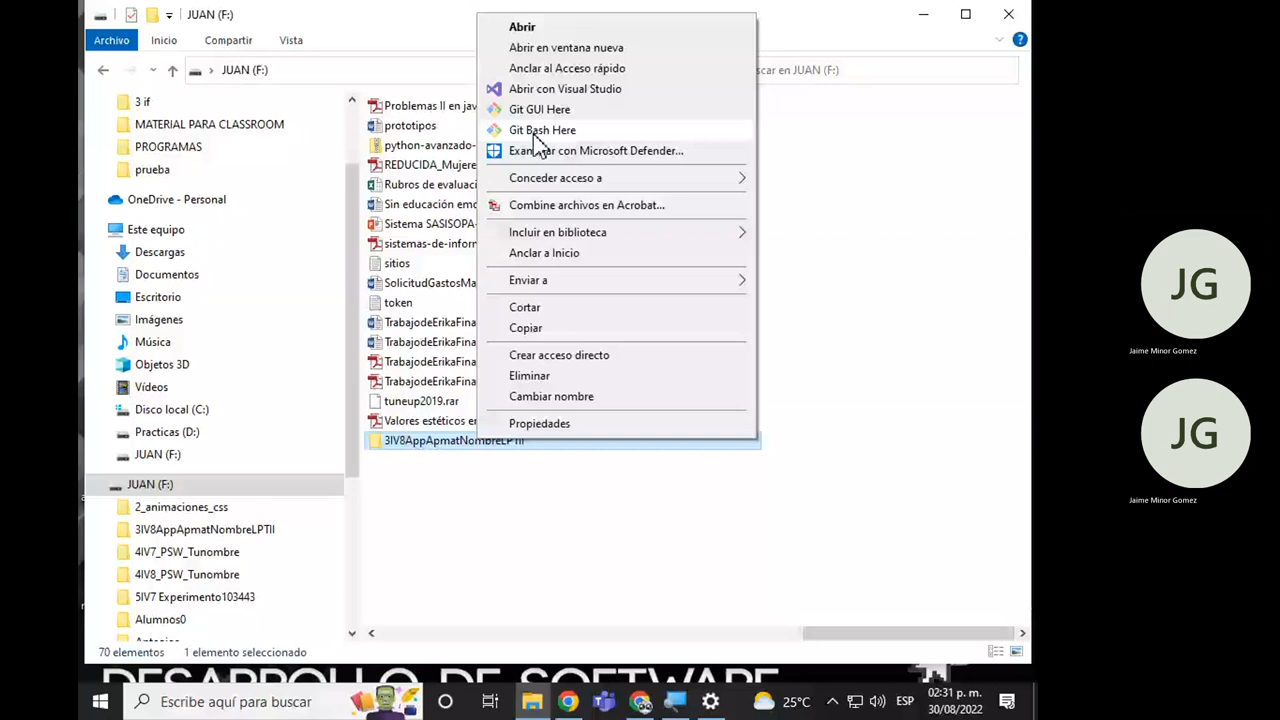 JUAN (F:)
Archivo
Inicio
Compartir
Vista
JUAN (F:)
scar en JUAN (F:)
3 if
MATERIAL PARA CLASSROOM
PROGRAMAS
prueba
OneDrive - Personal
Este equipo
Descargas
Documentos
Escritorio
Imágenes
Música
Objetos 3D
Vídeos
Disco local (C:)
Practicas (D:)
JUAN (F:)
JUAN (F:)
2_animaciones_css
3IV8AppApmatNombreLPTII
4IV7_PSW_Tunombre
4IV8_PSW_Tunombre
5IV7 Experimento103443
Alumnos0
Problemas II en jav
prototipos
python-avanzado-
REDUCIDA_Mujere
Rubros de evaluaci
Sin educación emo
Sistema SASISOPA-
sistemas-de-infor
sitios
SolicitudGastosMa
token
TrabajodeErikaFina
TrabajodeErikaFina
TrabajodeErikaFina
TrabajodeErikaFina
tuneup2019.rar
Valores estéticos en
3IV8AppApmatNombreLPTII
Abrir
Abrir en ventana nueva
Anclar al Acceso rápido
Abrir con Visual Studio
Git GUI Here
Git Bash Here
Examinar con Microsoft Defender...
Conceder acceso a
Combine archivos en Acrobat...
Incluir en biblioteca
Anclar a Inicio
Enviar a
Cortar
Copiar
Crear acceso directo
Eliminar
Cambiar nombre
Propiedades
70 elementos
1 elemento seleccionado
DESARROLLO DE SOFTWARE
Escribe aquí para buscar
25°C
ESP
02:31 p. m.
30/08/2022
JG
Jaime Minor Gomez
JG
Jaime Minor Gomez